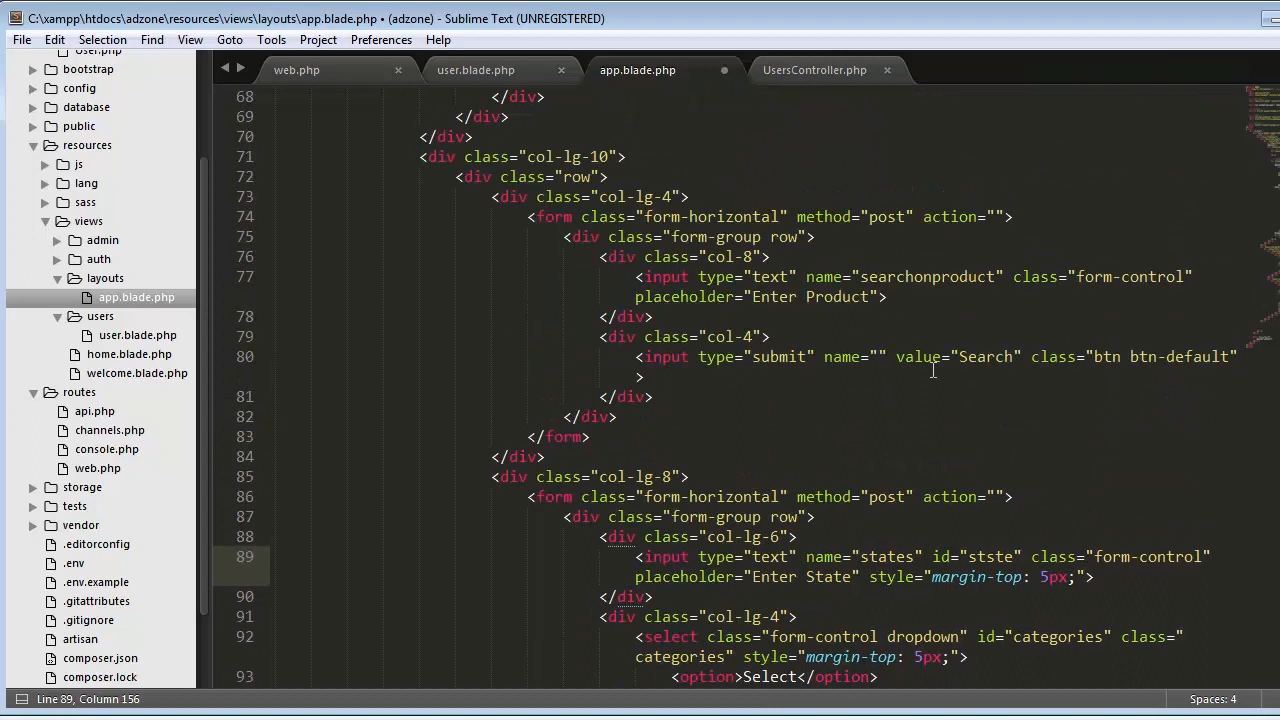 C:\xampp\htdocs\adzone\resources\views\layouts\app.blade.php • (adzone) - Sublime Text (UNREGISTERED)
File Edit Selection Find View Goto Tools Project Preferences Help
web.php × user.blade.php × app.blade.php UsersController.php ×
User.php
bootstrap
config
database
public
resources
js
lang
sass
views
admin
auth
layouts
app.blade.php
users
user.blade.php
home.blade.php
welcome.blade.php
routes
api.php
channels.php
console.php
web.php
storage
tests
vendor
.editorconfig
.env
.env.example
.gitattributes
.gitignore
artisan
composer.json
composer.lock
68 </div>
69 </div>
70 </div>
71 <div class="col-lg-10">
72 <div class="row">
73 <div class="col-lg-4">
74 <form class="form-horizontal" method="post" action="">
75 <div class="form-group row">
76 <div class="col-8">
77 <input type="text" name="searchonproduct" class="form-control"
placeholder="Enter Product">
78 </div>
79 <div class="col-4">
80 <input type="submit" name="" value="Search" class="btn btn-default"
>
81 </div>
82 </div>
83 </form>
84 </div>
85 <div class="col-lg-8">
86 <form class="form-horizontal" method="post" action="">
87 <div class="form-group row">
88 <div class="col-lg-6">
89 <input type="text" name="states" id="stste" class="form-control"
placeholder="Enter State" style="margin-top: 5px;">
90 </div>
91 <div class="col-lg-4">
92 <select class="form-control dropdown" id="categories" class="
categories" style="margin-top: 5px;">
93 <option>Select</option>
Line 89, Column 156 Spaces: 4